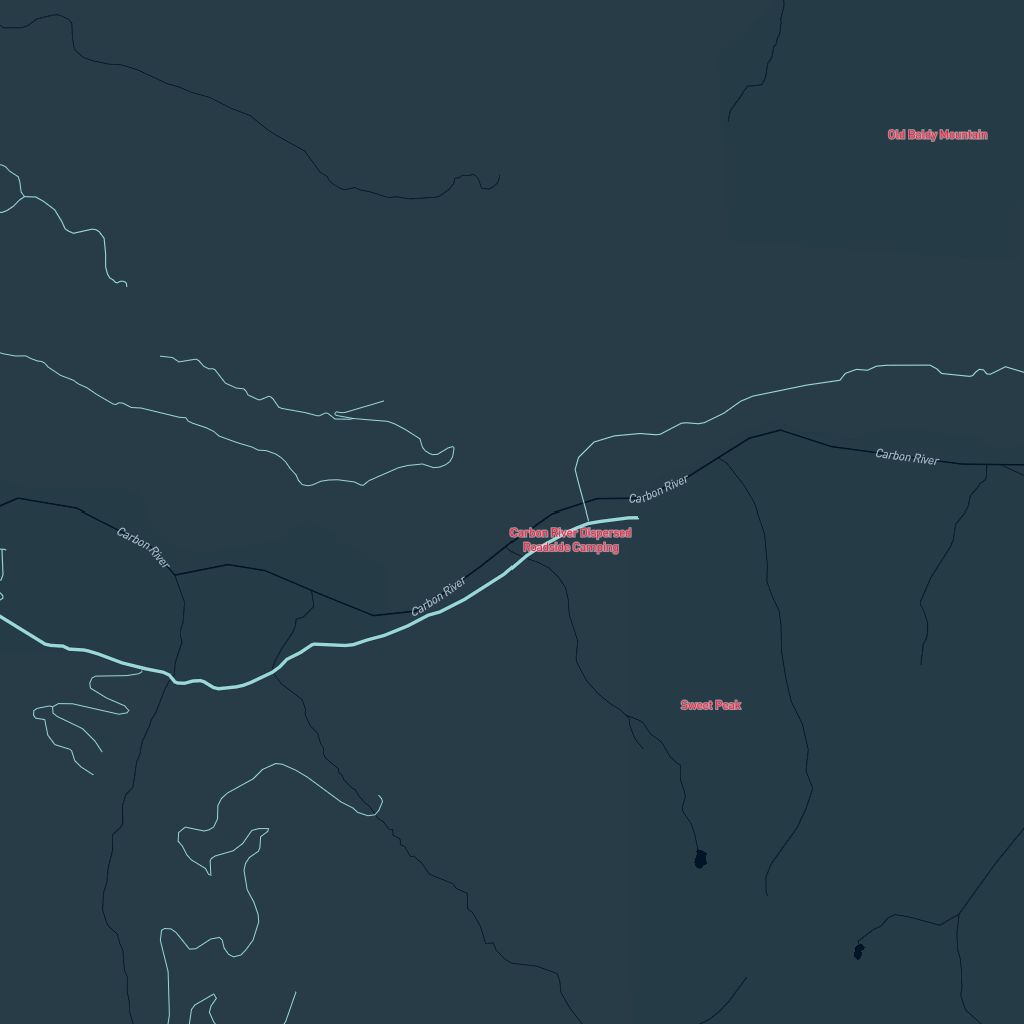 Old Baldy Mountain
Carbon River
Carbon River
Carbon River Dispersed
Roadside Camping
Carbon River
Carbon River
Sweet Peak